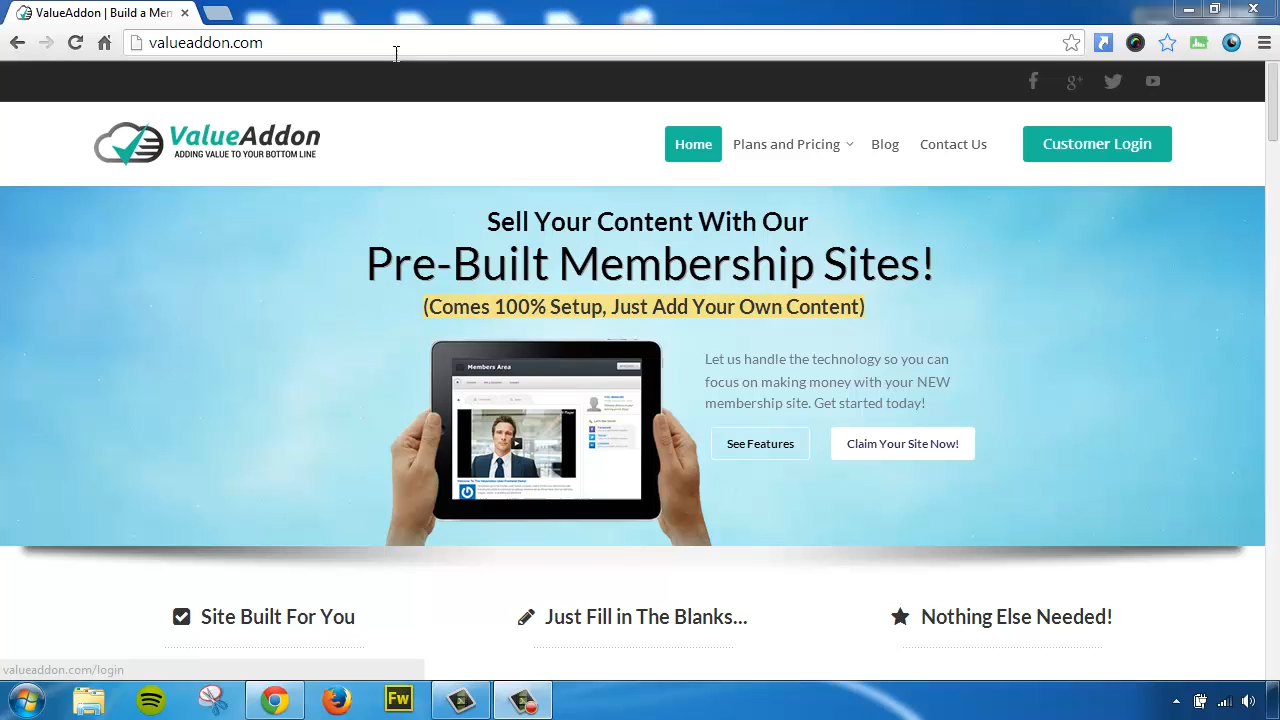 ValueAddon | Build a Men
valueaddon.com
ValueAddon
ADDING VALUE TO YOUR BOTTOM LINE
Home
Plans and Pricing
Blog
Contact Us
Customer Login
Sell Your Content With Our
Pre-Built Membership Sites!
(Comes 100% Setup, Just Add Your Own Content)
Members Area
Let us handle the technology so you can
focus on making money with your NEW
membership site. Get started today!
See Features
Claim Your Site Now!
Site Built For You
Just Fill in The Blanks...
Nothing Else Needed!
valueaddon.com/login
Fw